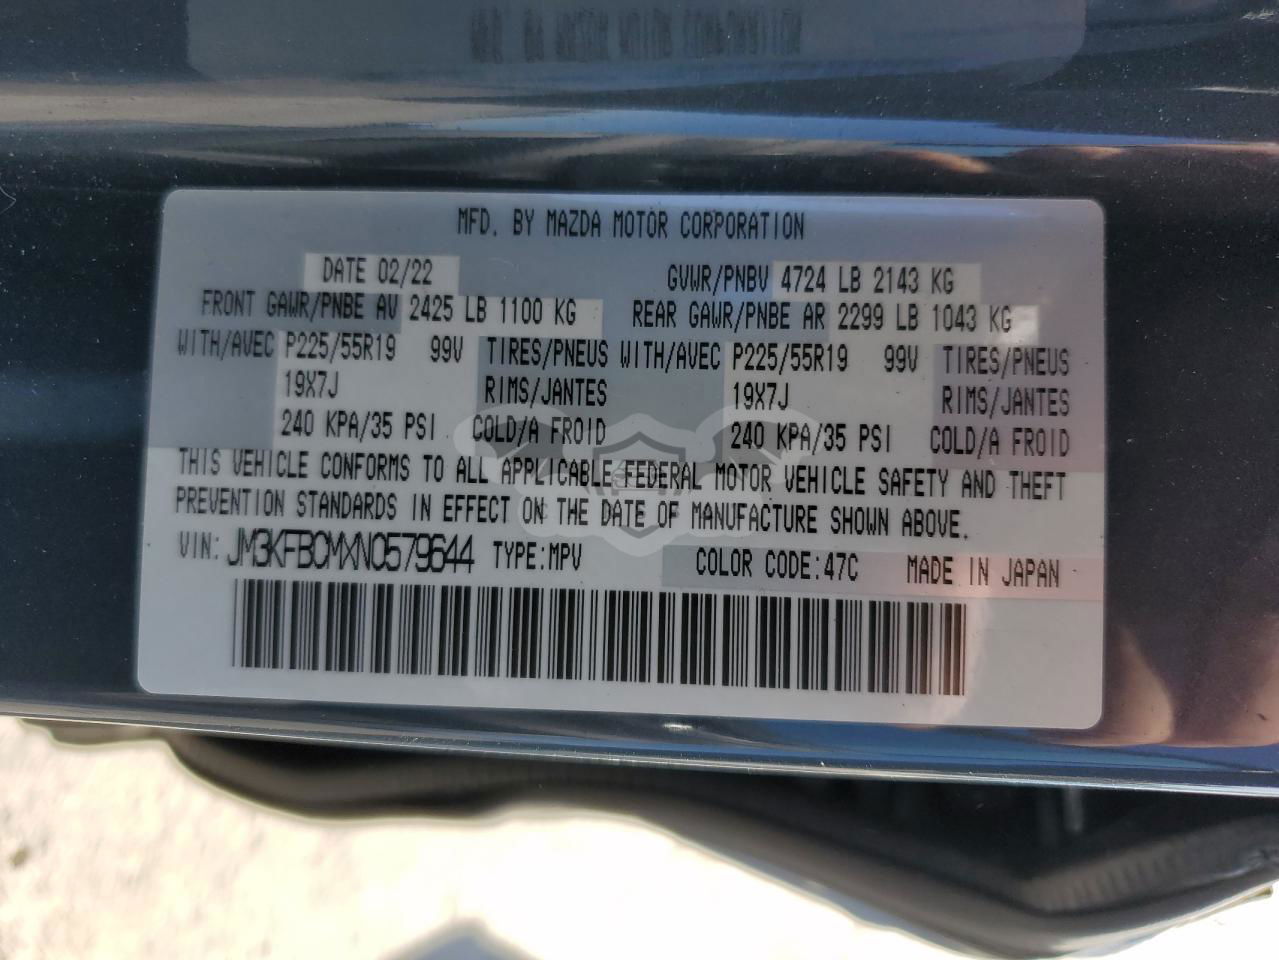 MFD. BY MAZDA MOTOR CORPORATION
DATE 02/22 GVWR/PNBV 4724 LB 2143 KG
FRONT GAWR/PNBE AV 2425 LB 1100 KG REAR GAWR/PNBE AR 2299 LB 1043 KG
WITH/AVEC P225/55R19 99V TIRES/PNEUS WITH/AVEC P225/55R19 99V TIRES/PNEUS
19X7J RIMS/JANTES 19X7J RIMS/JANTES
240 KPA/35 PSI COLD/A FROID 240 KPA/35 PSI COLD/A FROID
THIS VEHICLE CONFORMS TO ALL APPLICABLE FEDERAL MOTOR VEHICLE SAFETY AND THEFT
PREVENTION STANDARDS IN EFFECT ON THE DATE OF MANUFACTURE SHOWN ABOVE.
VIN: JM3KFBCMXN0579644 TYPE:MPV COLOR CODE:47C MADE IN JAPAN